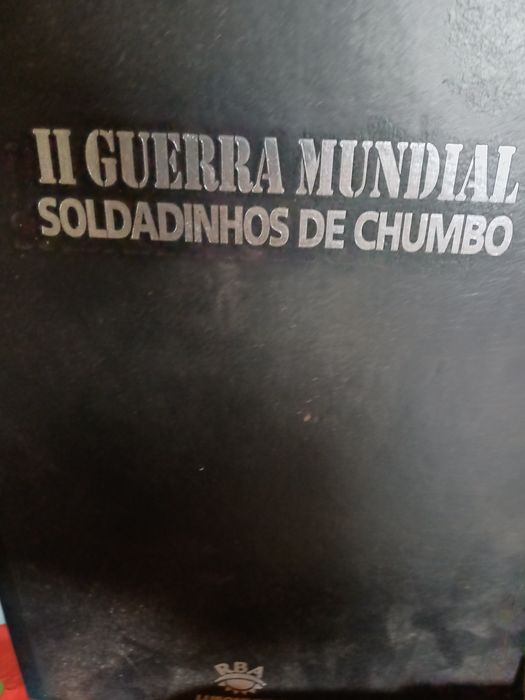 II GUERRA MUNDIAL
SOLDADINHOS DE CHUMBO
RBA